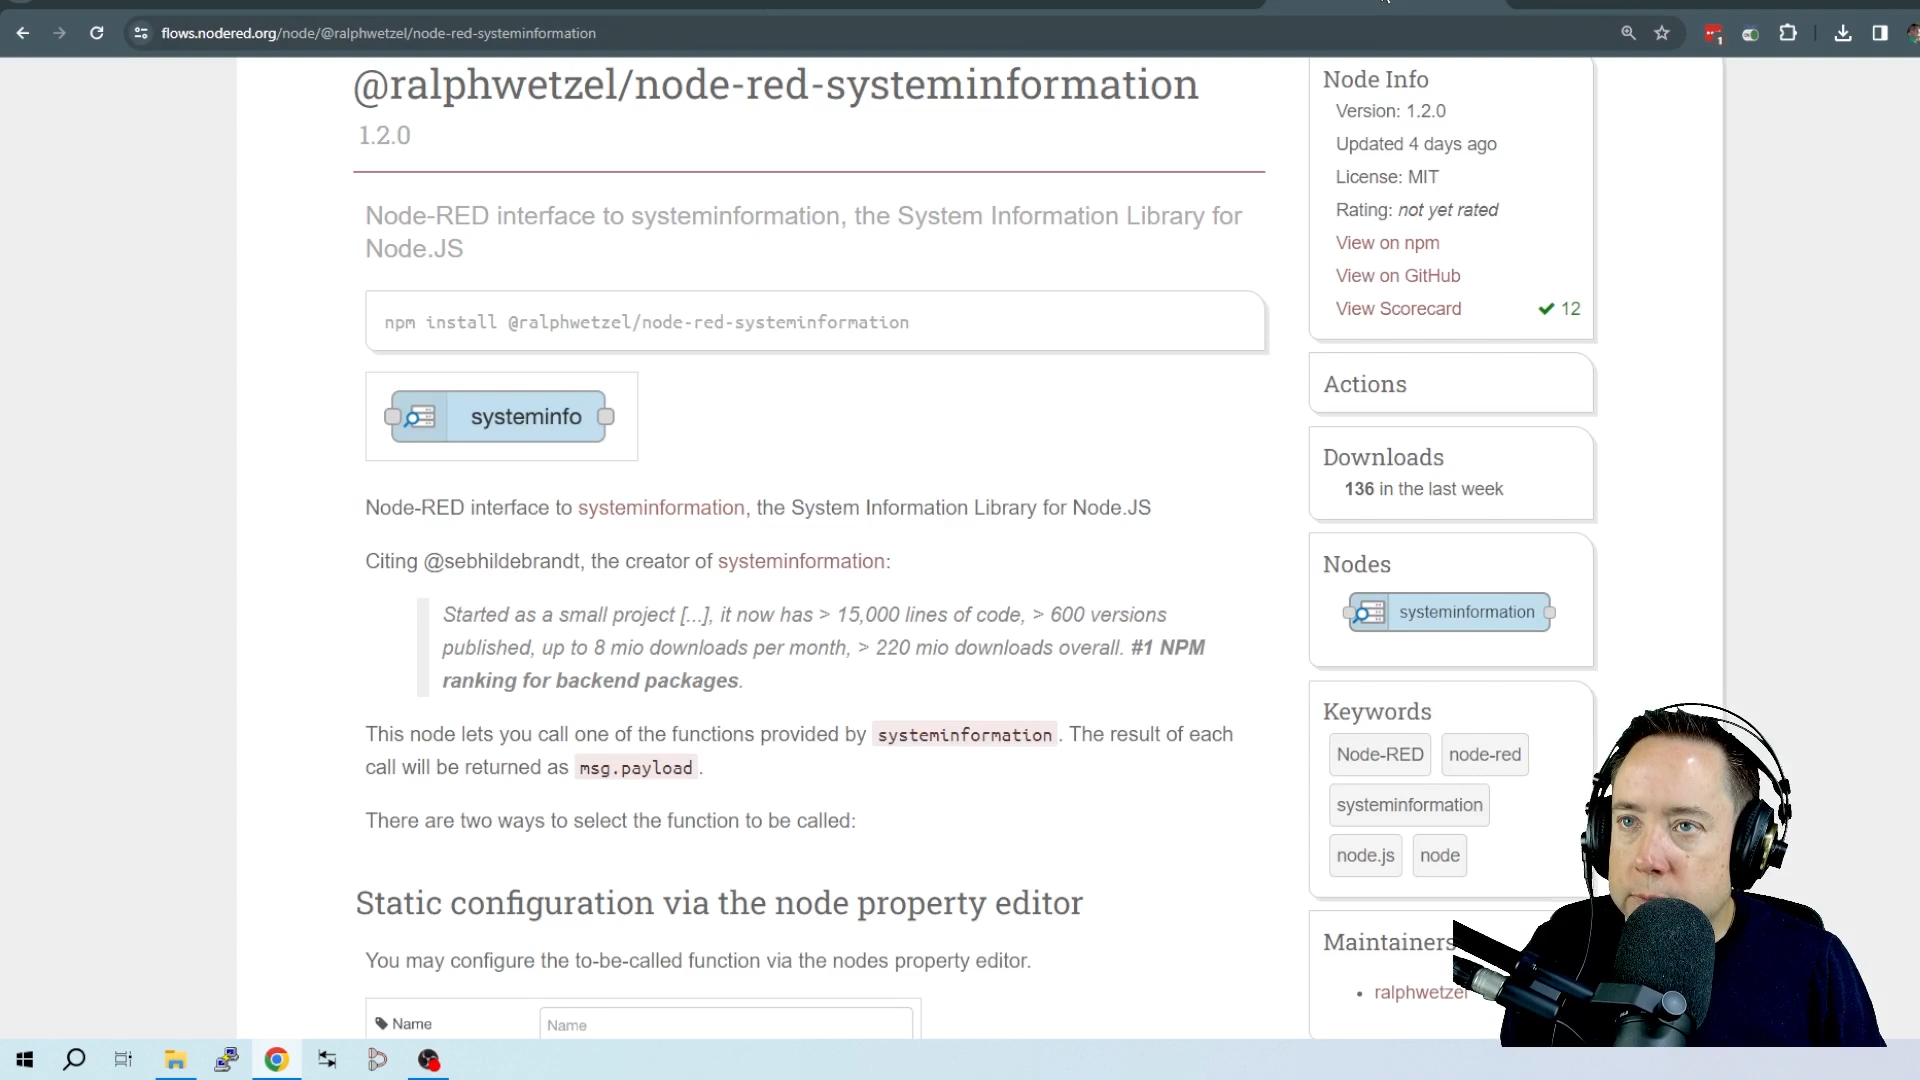 flows.nodered.org/node/@ralphwetzel/node-red-systeminformation
@ralphwetzel/node-red-systeminformation
1.2.0
Node-RED interface to systeminformation, the System Information Library for
Node.JS
npm install @ralphwetzel/node-red-systeminformation
systeminfo
Node-RED interface to systeminformation, the System Information Library for Node.JS
Citing @sebhildebrandt, the creator of systeminformation:
Started as a small project [...], it now has > 15,000 lines of code, > 600 versions
published, up to 8 mio downloads per month, > 220 mio downloads overall. #1 NPM
ranking for backend packages.
This node lets you call one of the functions provided by systeminformation. The result of each
call will be returned as msg.payload.
There are two ways to select the function to be called:
Static configuration via the node property editor
You may configure the to-be-called function via the nodes property editor.
Name
Name
Node Info
Version: 1.2.0
Updated 4 days ago
License: MIT
Rating: not yet rated
View on npm
View on GitHub
View Scorecard
12
Actions
Downloads
136 in the last week
Nodes
systeminformation
Keywords
Node-RED
node-red
systeminformation
node.js
node
Maintainers
ralphwetzel
1